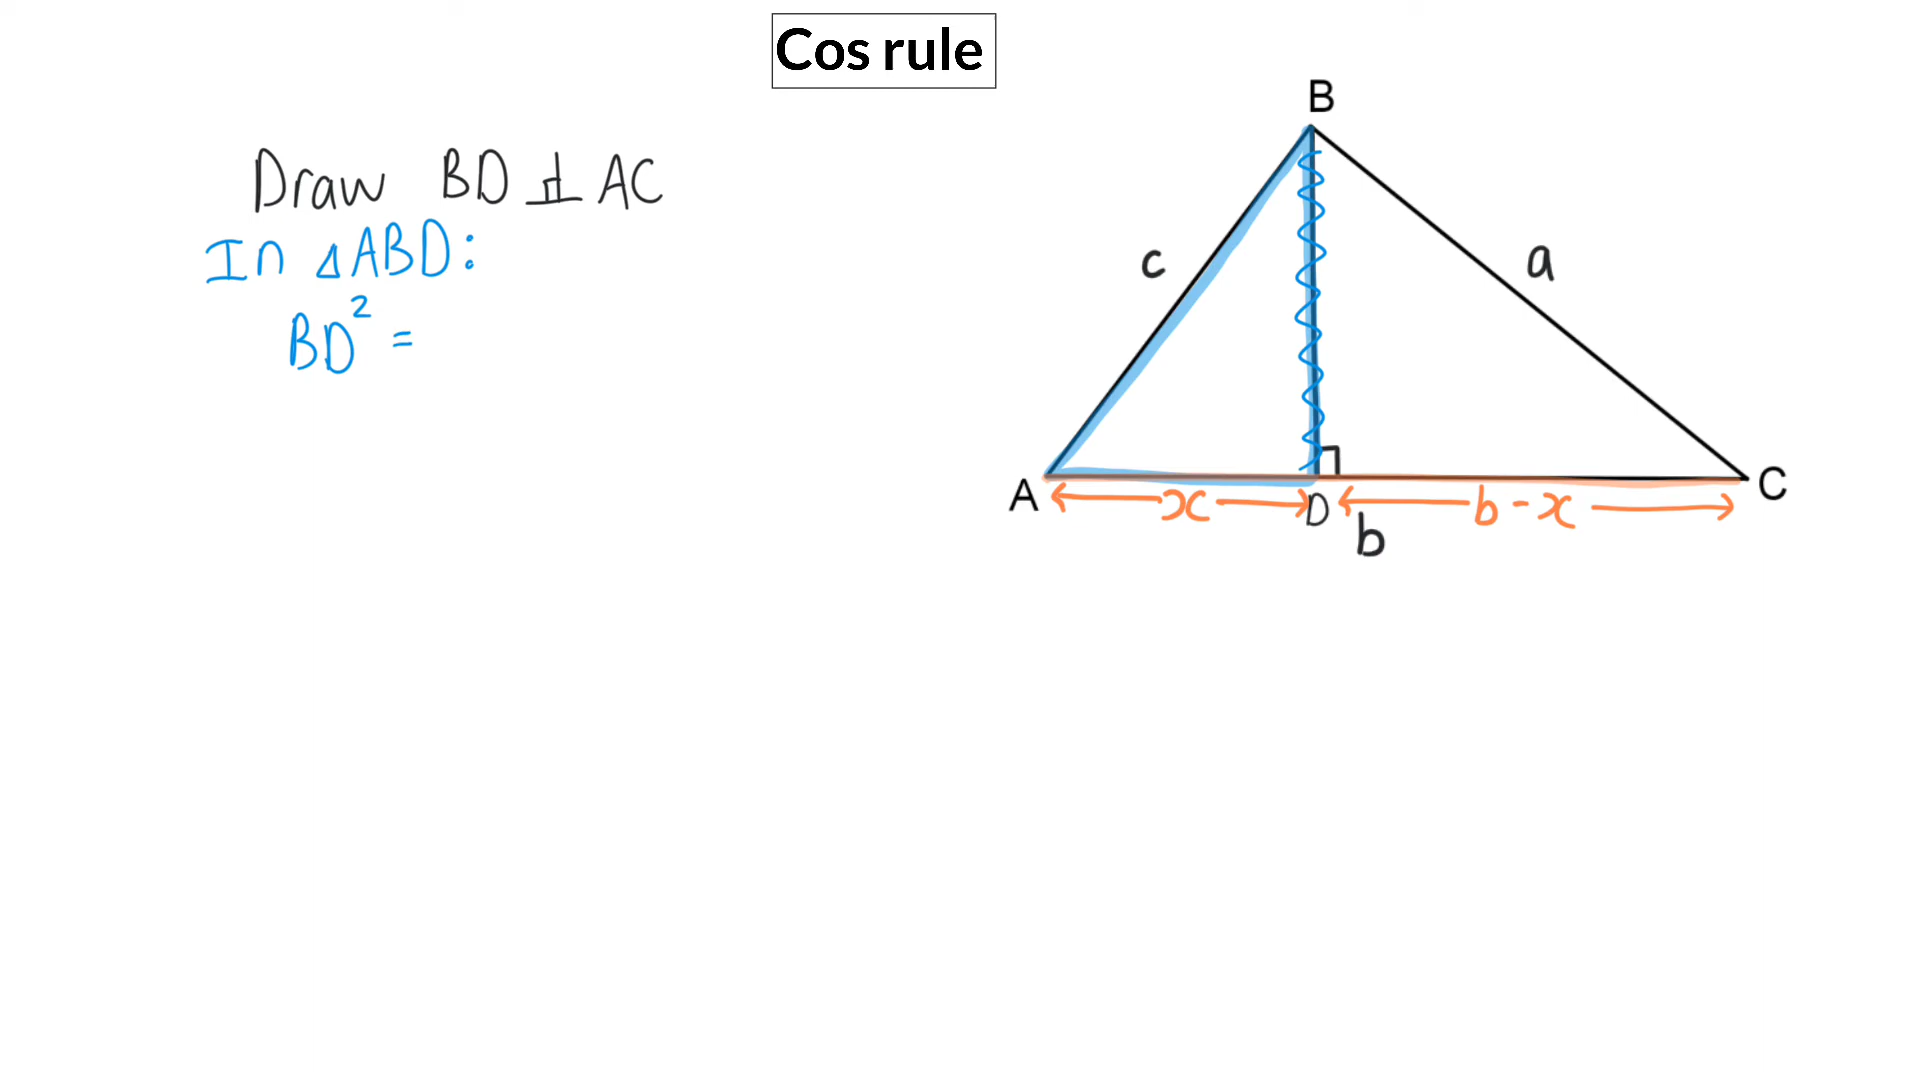 Cos rule
Draw BD ⊥ AC
In △ABD:
BD² =
B
c
a
A
x
D
b - x
C
b